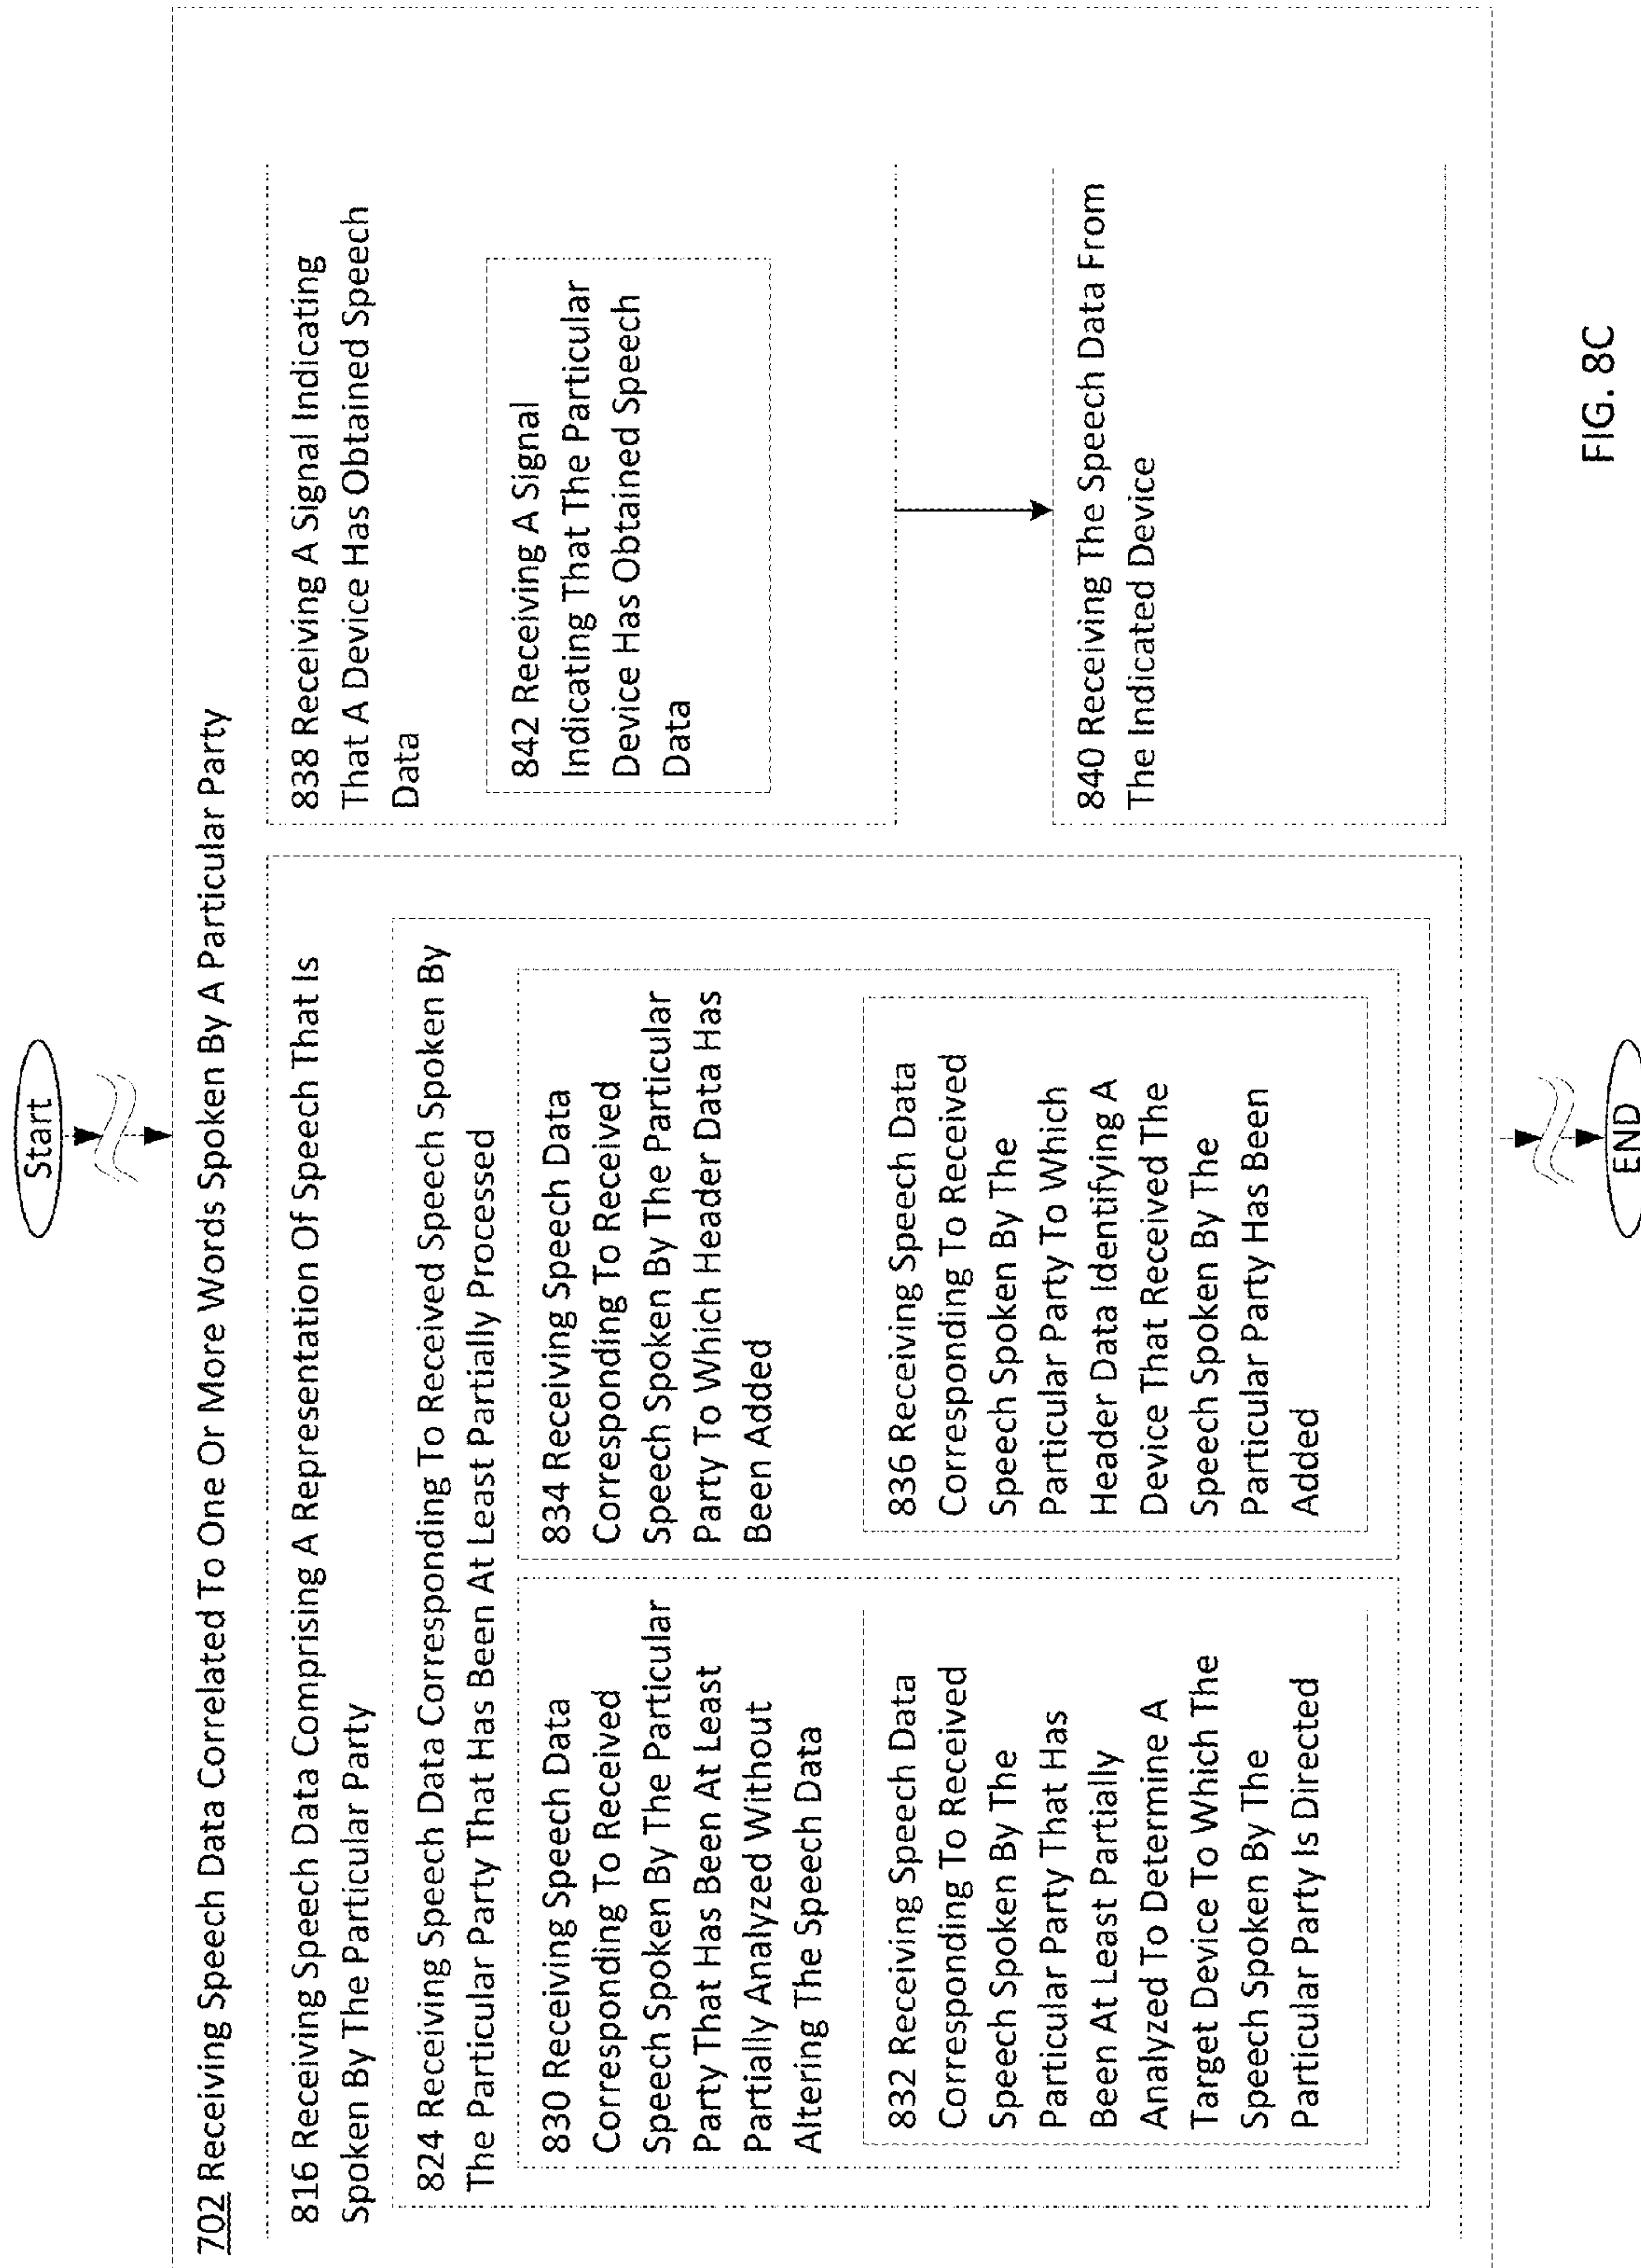 Start
702 Receiving Speech Data Correlated To One Or More Words Spoken By A Particular Party
816 Receiving Speech Data Comprising A Representation Of Speech That Is
Spoken By The Particular Party
824 Receiving Speech Data Corresponding To Received Speech Spoken By
The Particular Party That Has Been At Least Partially Processed
830 Receiving Speech Data
Corresponding To Received
Speech Spoken By The Particular
Party That Has Been At Least
Partially Analyzed Without
Altering The Speech Data
832 Receiving Speech Data
Corresponding To Received
Speech Spoken By The
Particular Party That Has
Been At Least Partially
Analyzed To Determine A
Target Device To Which The
Speech Spoken By The
Particular Party Is Directed
834 Receiving Speech Data
Corresponding To Received
Speech Spoken By The Particular
Party To Which Header Data Has
Been Added
836 Receiving Speech Data
Corresponding To Received
Speech Spoken By The
Particular Party To Which
Header Data Identifying A
Device That Received The
Speech Spoken By The
Particular Party Has Been
Added
838 Receiving A Signal Indicating
That A Device Has Obtained Speech
Data
842 Receiving A Signal
Indicating That The Particular
Device Has Obtained Speech
Data
840 Receiving The Speech Data From
The Indicated Device
END
FIG. 8C